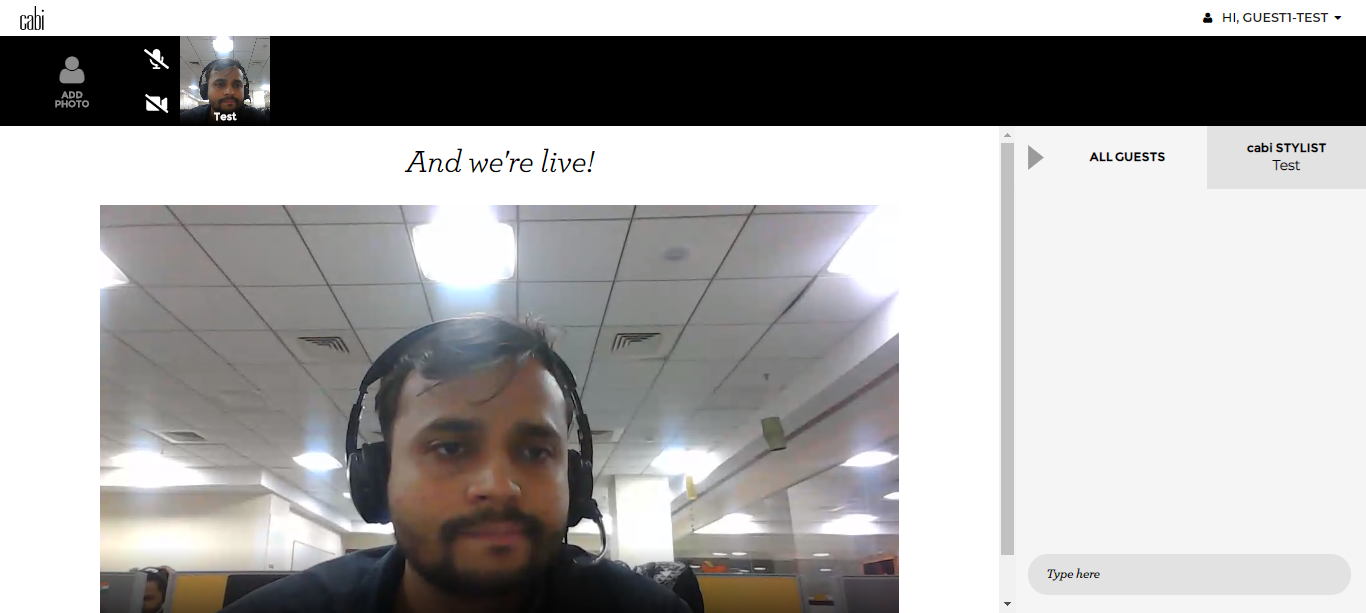 cabi
HI, GUEST1-TEST
ADD
PHOTO
Test
And we're live!
ALL GUESTS
cabi STYLIST
Test
Type here